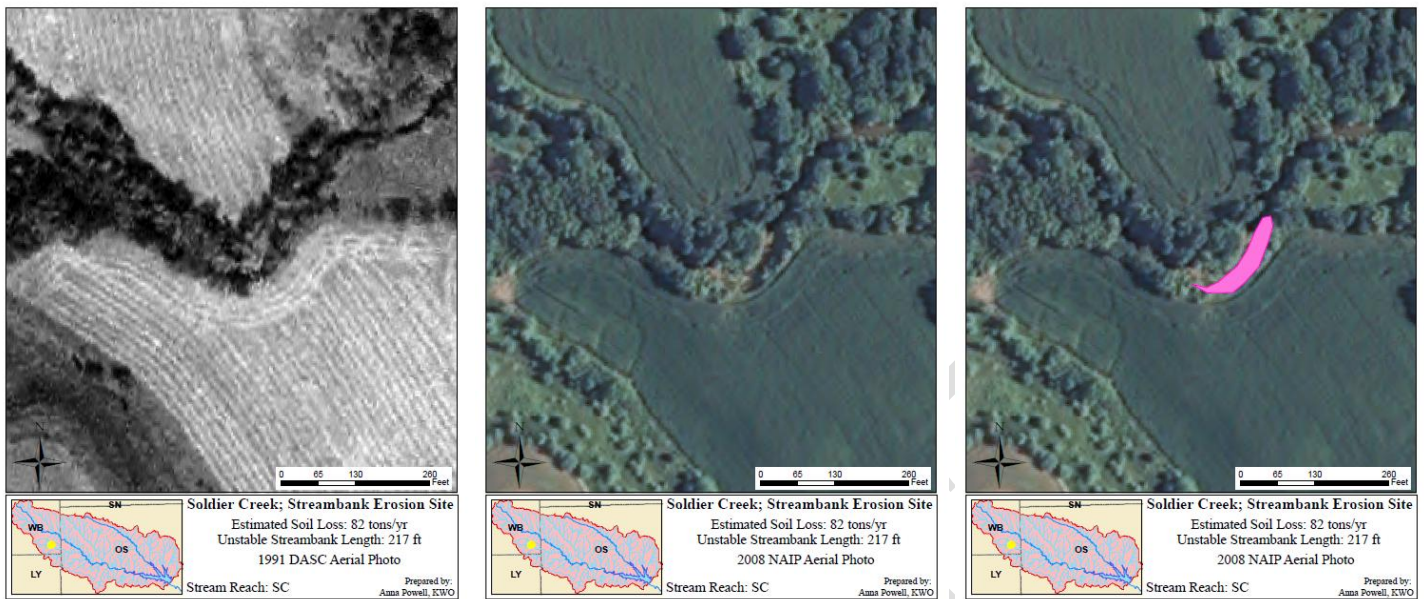 N
0 65 130 260
Feet
SN
WB
OS
LY
Soldier Creek; Streambank Erosion Site
Estimated Soil Loss: 82 tons/yr
Unstable Streambank Length: 217 ft
1991 DASC Aerial Photo
Stream Reach: SC
Prepared by:
Anna Powell, KWO
N
0 65 130 260
Feet
SN
WB
OS
LY
Soldier Creek; Streambank Erosion Site
Estimated Soil Loss: 82 tons/yr
Unstable Streambank Length: 217 ft
2008 NAIP Aerial Photo
Stream Reach: SC
Prepared by:
Anna Powell, KWO
N
0 65 130 260
Feet
SN
WB
OS
LY
Soldier Creek; Streambank Erosion Site
Estimated Soil Loss: 82 tons/yr
Unstable Streambank Length: 217 ft
2008 NAIP Aerial Photo
Stream Reach: SC
Prepared by:
Anna Powell, KWO